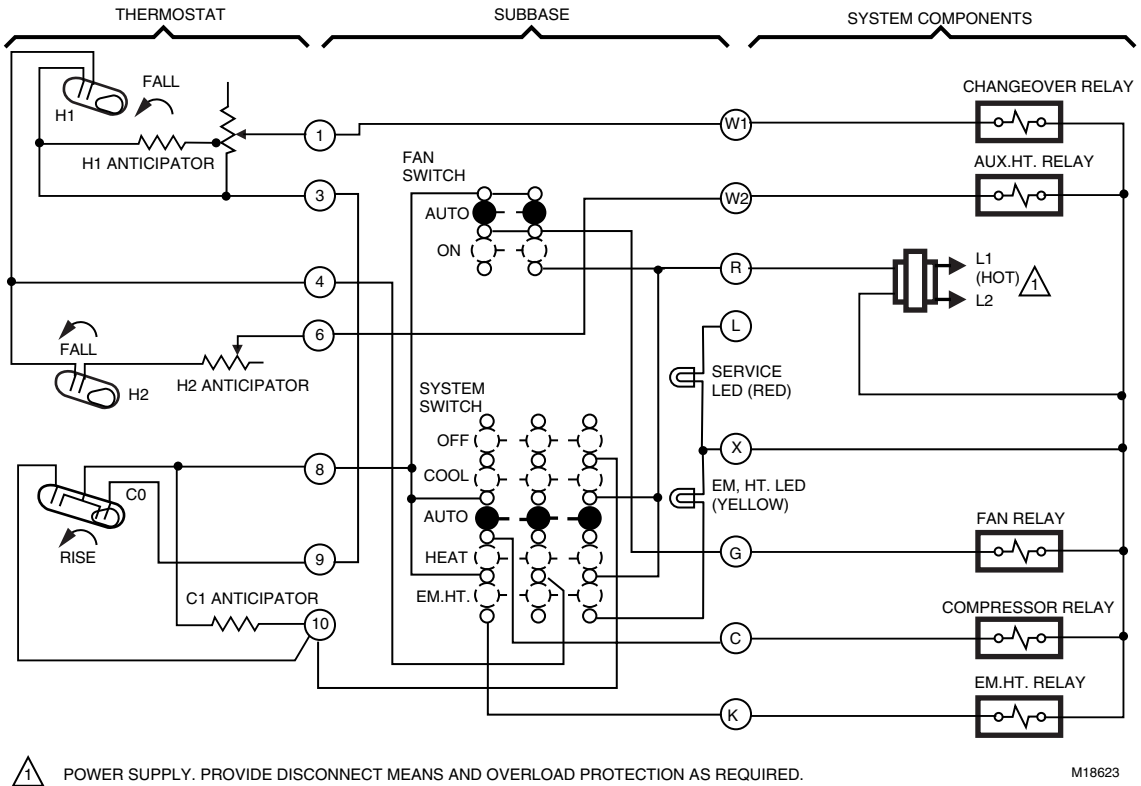 THERMOSTAT
SUBBASE
SYSTEM COMPONENTS
H1
FALL
H1 ANTICIPATOR
1
3
4
6
FALL
H2
H2 ANTICIPATOR
C0
RISE
C1 ANTICIPATOR
8
9
10
FAN
SWITCH
AUTO
ON
SYSTEM
SWITCH
OFF
COOL
AUTO
HEAT
EM.HT.
SERVICE
LED (RED)
EM, HT. LED
(YELLOW)
W1
W2
R
L
X
G
C
K
CHANGEOVER RELAY
AUX.HT. RELAY
L1
(HOT)
1
L2
FAN RELAY
COMPRESSOR RELAY
EM.HT. RELAY
1 POWER SUPPLY. PROVIDE DISCONNECT MEANS AND OVERLOAD PROTECTION AS REQUIRED.
M18623